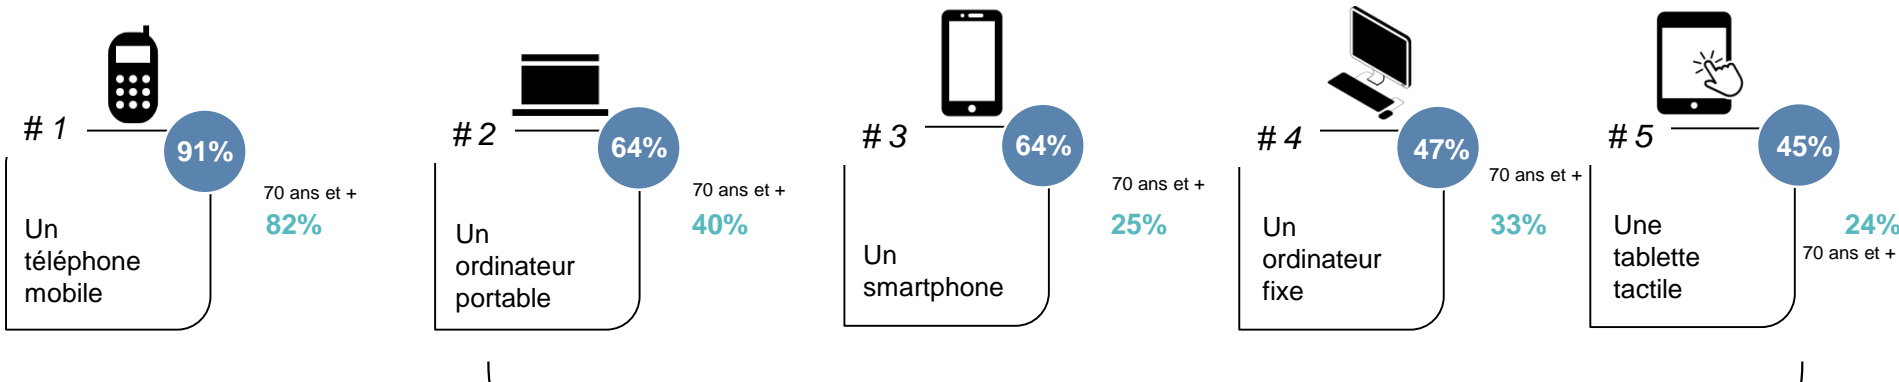 # 1
91%
Un
téléphone
mobile
70 ans et +
82%
# 2
64%
Un
ordinateur
portable
70 ans et +
40%
# 3
64%
Un
smartphone
70 ans et +
25%
# 4
47%
Un
ordinateur
fixe
70 ans et +
33%
# 5
45%
Une
tablette
tactile
24%
70 ans et +